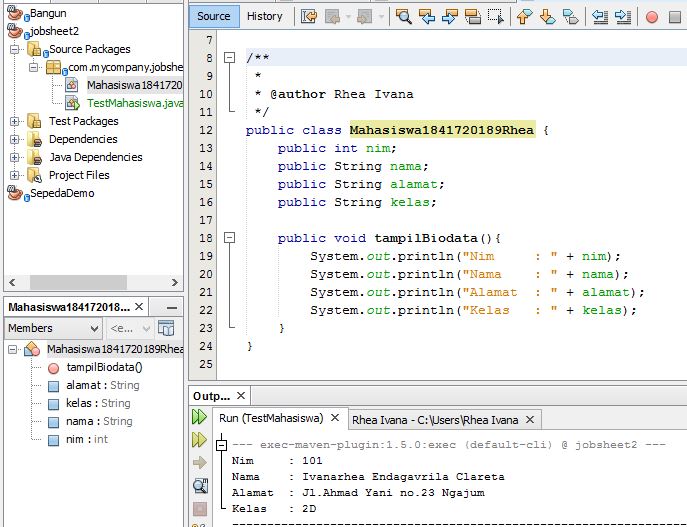 Bangun
jobsheet2
Source Packages
com.mycompany.jobshe
Mahasiswa1841720
TestMahasiswa.java
Test Packages
Dependencies
Java Dependencies
Project Files
SepedaDemo
Mahasiswa184172018...
Members
<e...
Mahasiswa1841720189Rhea
tampilBiodata()
alamat : String
kelas : String
nama : String
nim : int
Source History
7
8 /**
9 *
10 * @author Rhea Ivana
11 */
12 public class Mahasiswa1841720189Rhea {
13 public int nim;
14 public String nama;
15 public String alamat;
16 public String kelas;
17
18 public void tampilBiodata(){
19 System.out.println("Nim : " + nim);
20 System.out.println("Nama : " + nama);
21 System.out.println("Alamat : " + alamat);
22 System.out.println("Kelas : " + kelas);
23 }
24 }
25
Outp...
Run (TestMahasiswa) Rhea Ivana - C:\Users\Rhea Ivana
--- exec-maven-plugin:1.5.0:exec (default-cli) @ jobsheet2 ---
Nim : 101
Nama : Ivanarhea Endagavrila Clareta
Alamat : Jl.Ahmad Yani no.23 Ngajum
Kelas : 2D